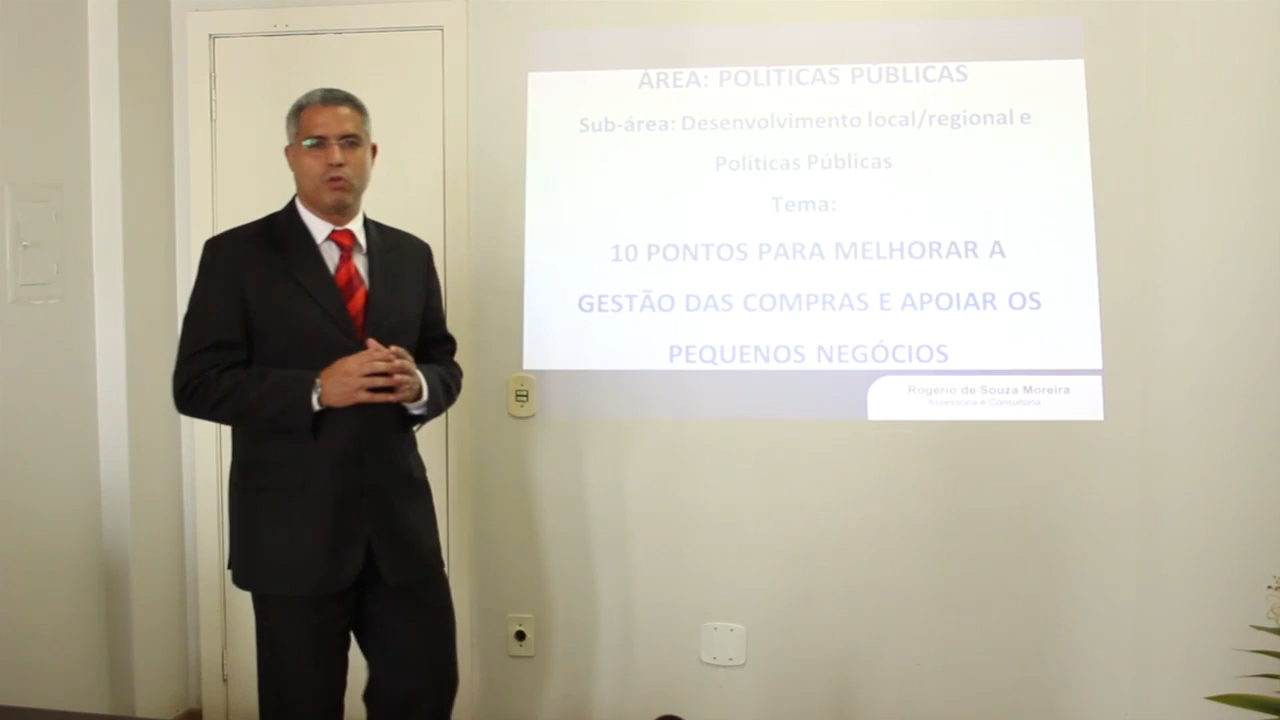 ÁREA: POLÍTICAS PÚBLICAS
Sub-área: Desenvolvimento local/regional e
Políticas Públicas
Tema:
10 PONTOS PARA MELHORAR A
GESTÃO DAS COMPRAS E APOIAR OS
PEQUENOS NEGÓCIOS
Rogério de Souza Moreira
Assessoria e Consultoria